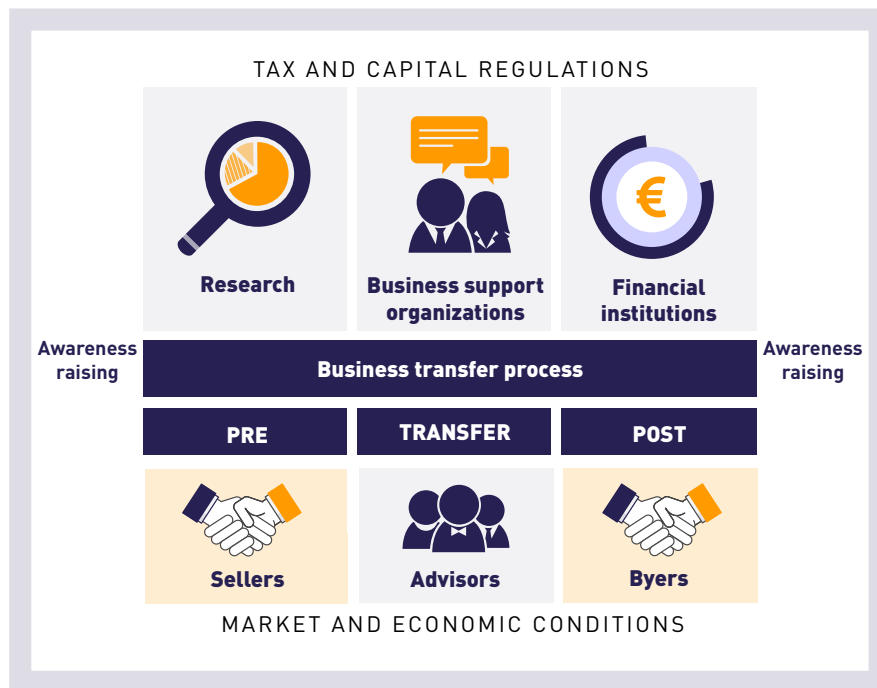 TAX AND CAPITAL REGULATIONS
€
Research
Business support
organizations
Financial
institutions
Awareness
raising
Business transfer process
Awareness
raising
PRE
TRANSFER
POST
Sellers
Advisors
Byers
MARKET AND ECONOMIC CONDITIONS